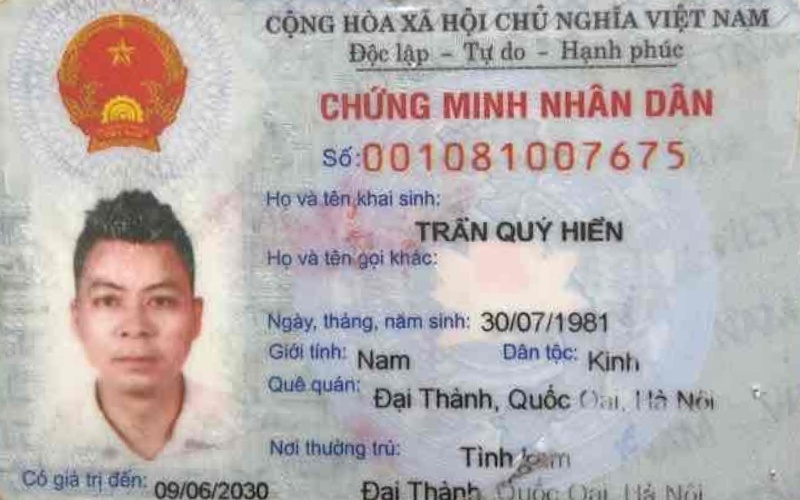 CỘNG HÒA XÃ HỘI CHỦ NGHĨA VIỆT NAM
Độc lập - Tự do - Hạnh phúc
CHỨNG MINH NHÂN DÂN
Số: 001081007675
Họ và tên khai sinh:
TRẦN QUÝ HIỂN
Họ và tên gọi khác:
Ngày, tháng, năm sinh: 30/07/1981
Giới tính: Nam Dân tộc: Kinh
Quê quán: Đại Thành, Quốc Oai, Hà Nội
Nơi thường trú: Tình
Có giá trị đến: 09/06/2030
Đại Thành, Quốc Oai, Hà Nội